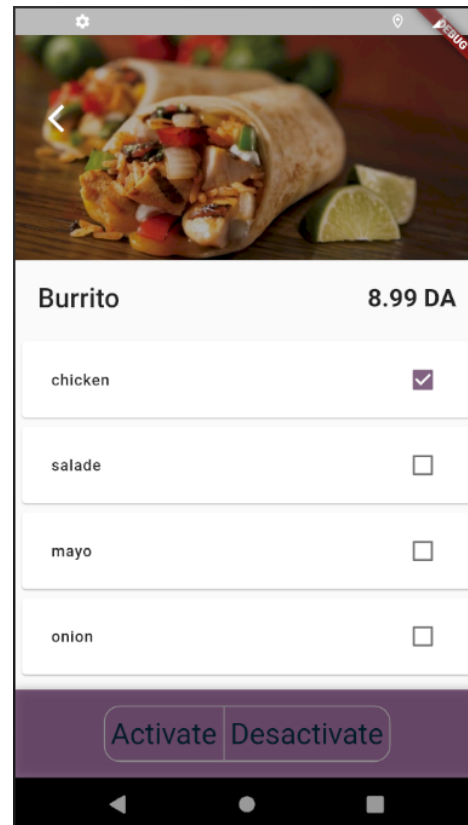 DEBUG
Burrito 8.99 DA
chicken
salade
mayo
onion
Activate Desactivate